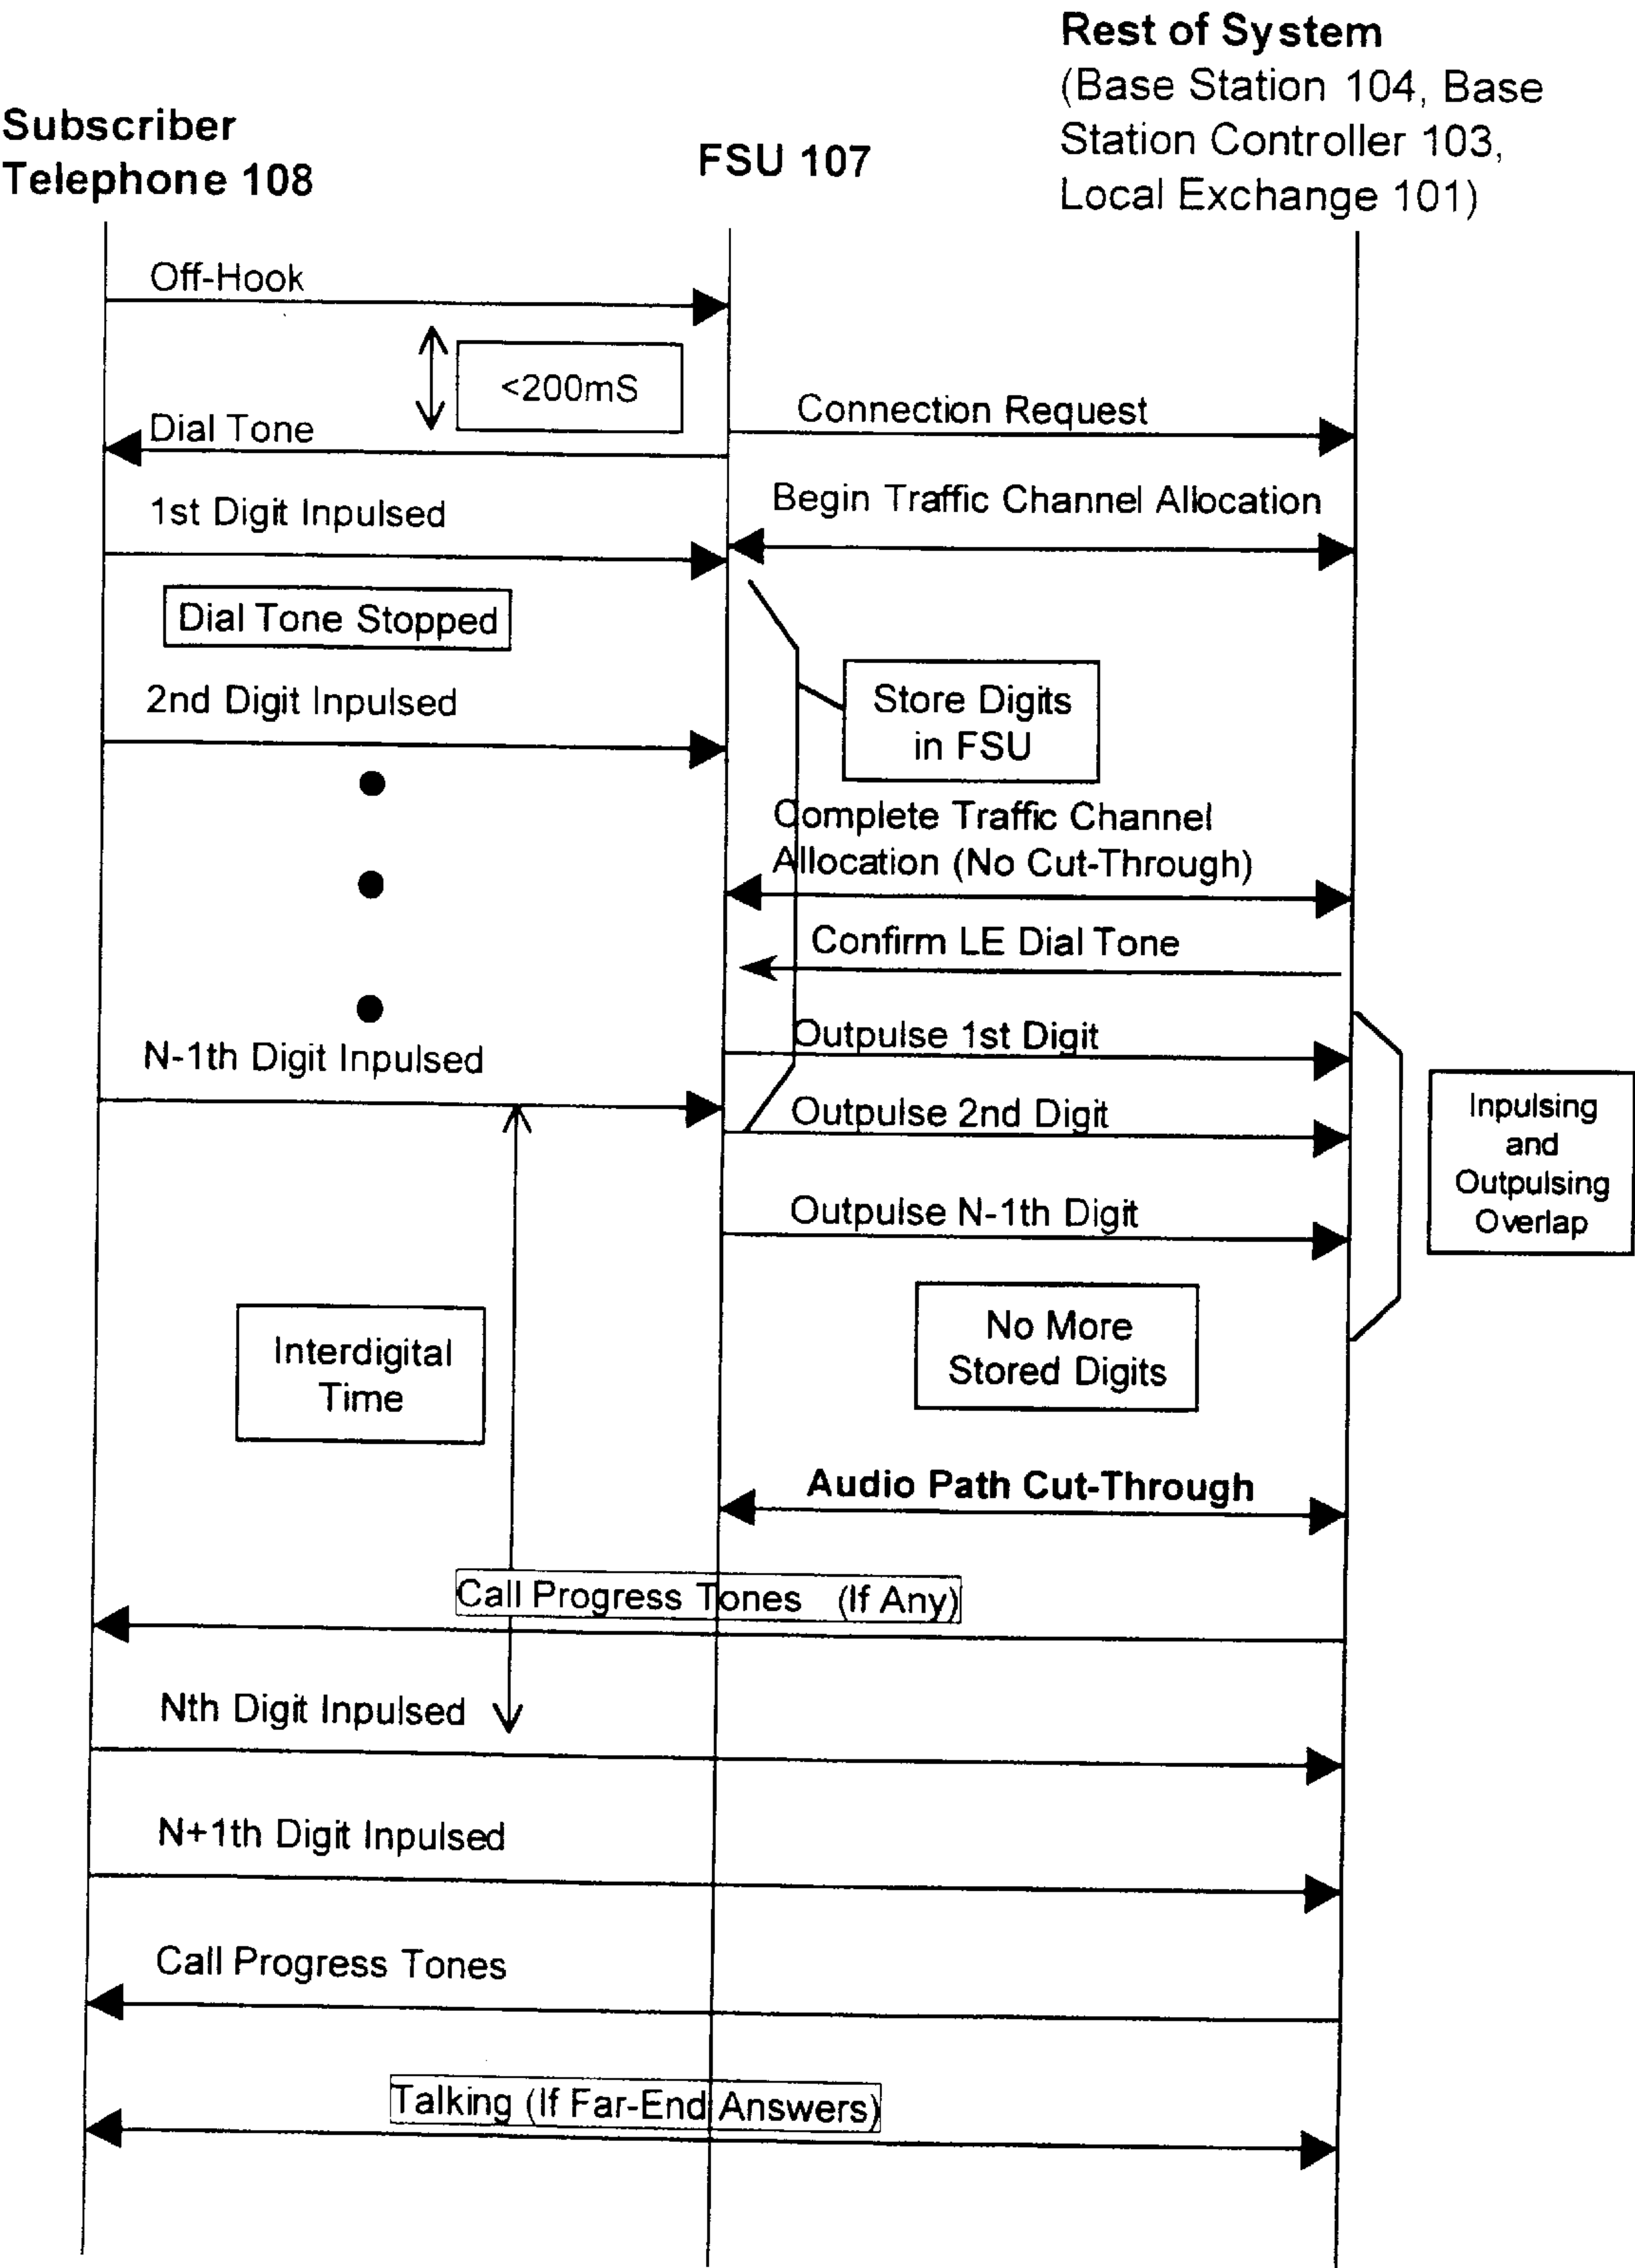 Rest of System
(Base Station 104, Base
Station Controller 103,
Local Exchange 101)
Subscriber
Telephone 108
FSU 107
Off-Hook
<200mS
Connection Request
Dial Tone
Begin Traffic Channel Allocation
1st Digit Inpulsed
Dial Tone Stopped
2nd Digit Inpulsed
Store Digits
in FSU
Complete Traffic Channel
Allocation (No Cut-Through)
Confirm LE Dial Tone
Outpulse 1st Digit
N-1th Digit Inpulsed
Outpulse 2nd Digit
Inpulsing
and
Outpulsing
Overlap
Outpulse N-1th Digit
No More
Stored Digits
Interdigital
Time
Audio Path Cut-Through
Call Progress Tones (If Any)
Nth Digit Inpulsed
N+1th Digit Inpulsed
Call Progress Tones
Talking (If Far-End Answers)